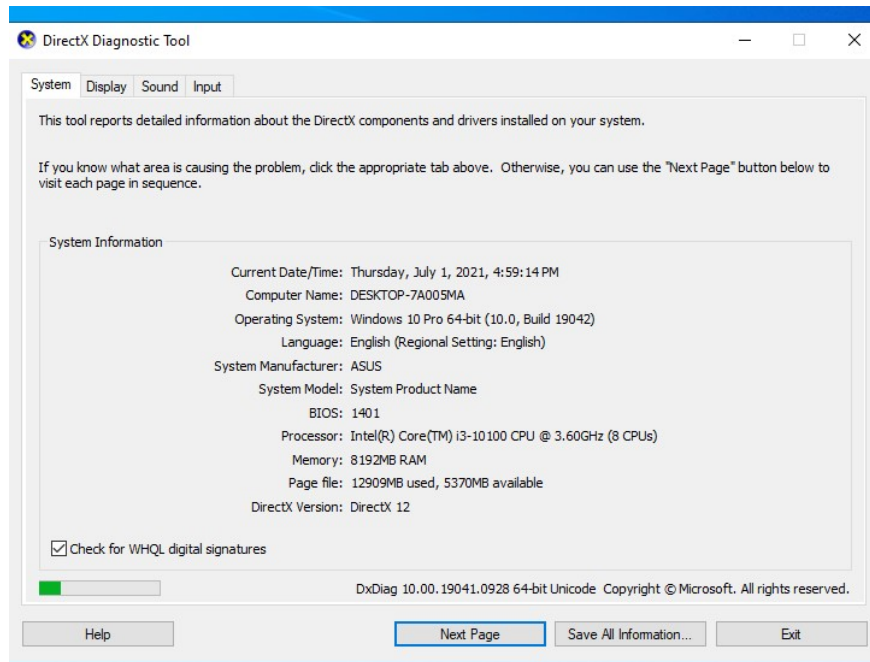 DirectX Diagnostic Tool
System Display Sound Input
This tool reports detailed information about the DirectX components and drivers installed on your system.
If you know what area is causing the problem, click the appropriate tab above. Otherwise, you can use the "Next Page" button below to
visit each page in sequence.
System Information
Current Date/Time: Thursday, July 1, 2021, 4:59:14 PM
Computer Name: DESKTOP-7A005MA
Operating System: Windows 10 Pro 64-bit (10.0, Build 19042)
Language: English (Regional Setting: English)
System Manufacturer: ASUS
System Model: System Product Name
BIOS: 1401
Processor: Intel(R) Core(TM) i3-10100 CPU @ 3.60GHz (8 CPUs)
Memory: 8192MB RAM
Page file: 12909MB used, 5370MB available
DirectX Version: DirectX 12
Check for WHQL digital signatures
DxDiag 10.00.19041.0928 64-bit Unicode Copyright © Microsoft. All rights reserved.
Help Next Page Save All Information... Exit